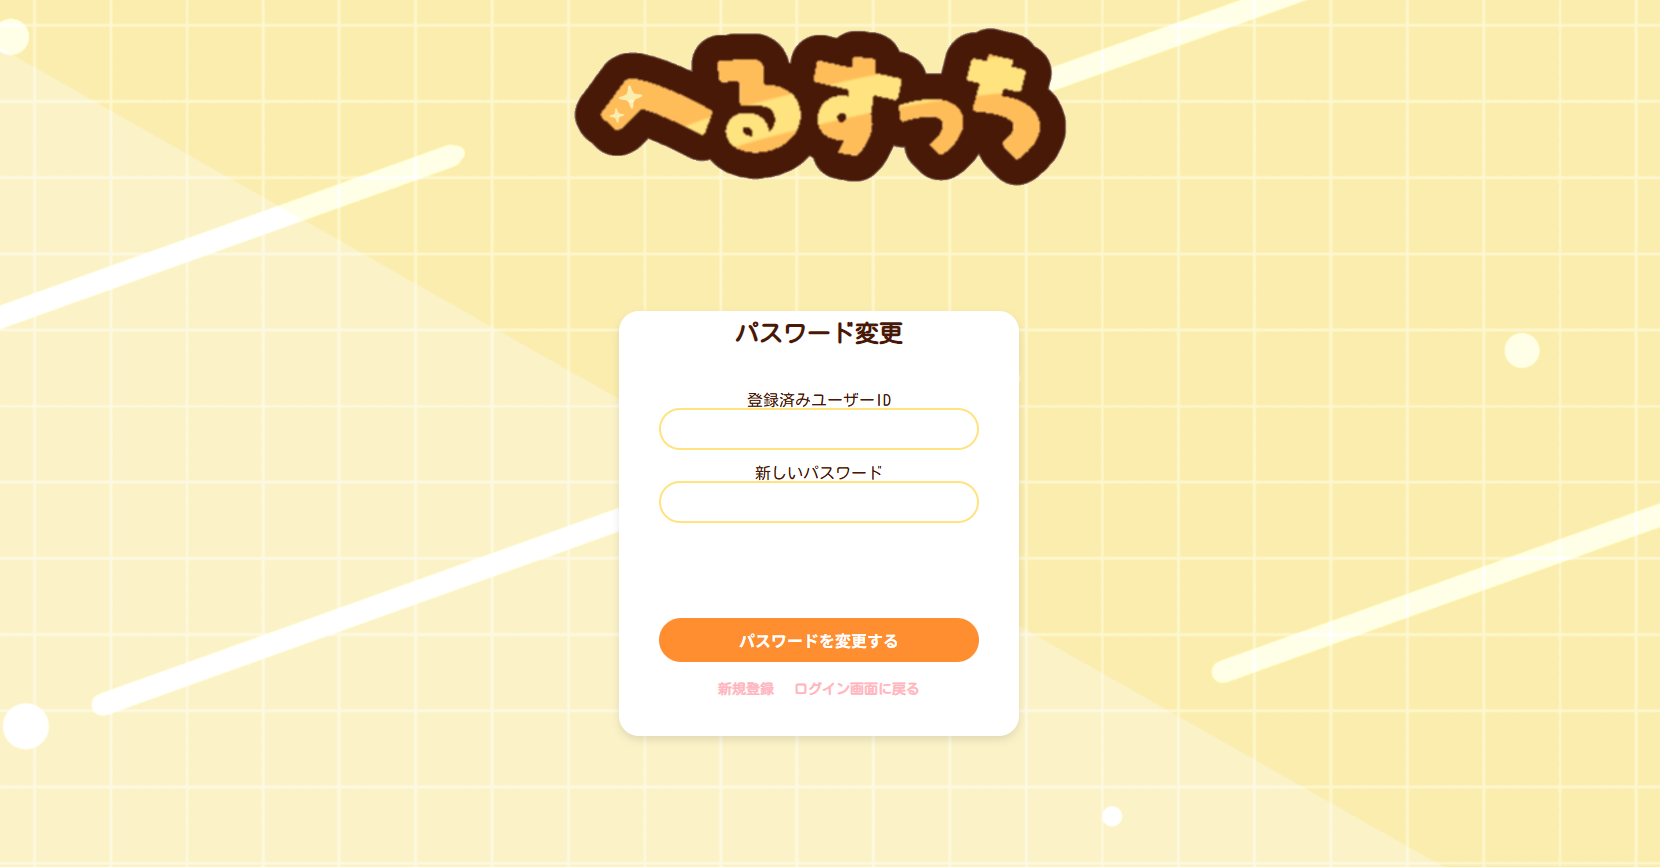 へるすっち
パスワード変更
登録済みユーザーID
新しいパスワード
パスワードを変更する
新規登録 ログイン画面に戻る